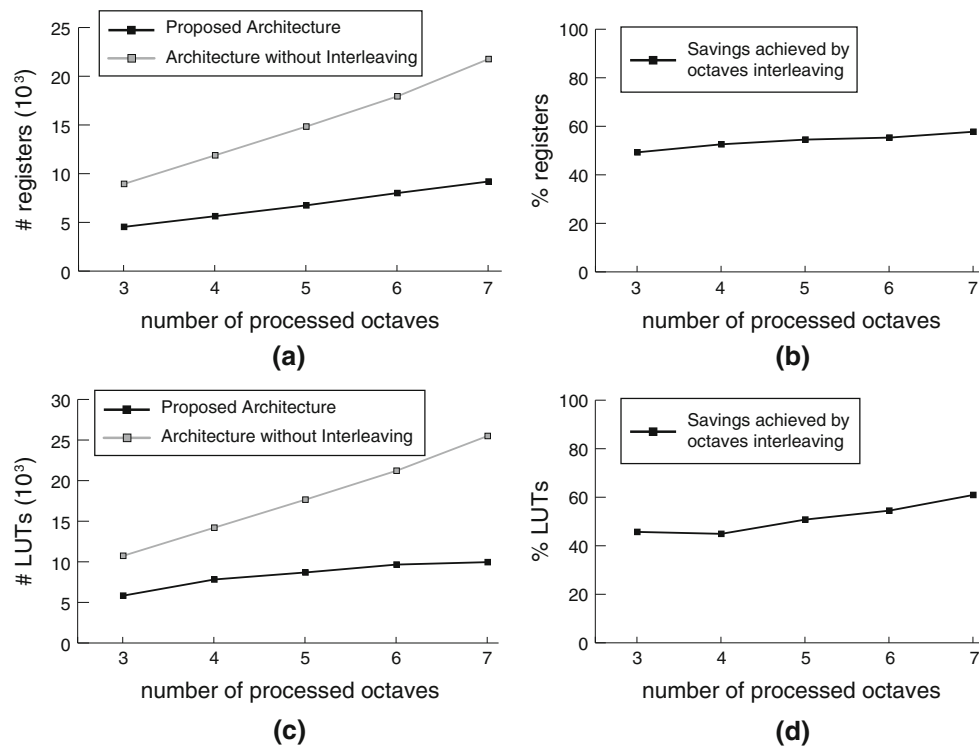 25
20
15
10
5
0
# registers (10³)
Proposed Architecture
Architecture without Interleaving
3 4 5 6 7
number of processed octaves
(a)
100
80
60
40
20
0
% registers
Savings achieved by
octaves interleaving
3 4 5 6 7
number of processed octaves
(b)
30
25
20
15
10
5
0
# LUTs (10³)
Proposed Architecture
Architecture without Interleaving
3 4 5 6 7
number of processed octaves
(c)
100
80
60
40
20
0
% LUTs
Savings achieved by
octaves interleaving
3 4 5 6 7
number of processed octaves
(d)